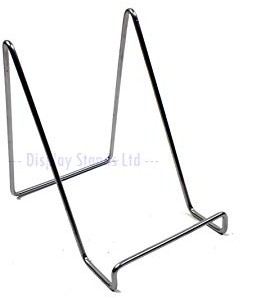 --- Display Stands Ltd ---